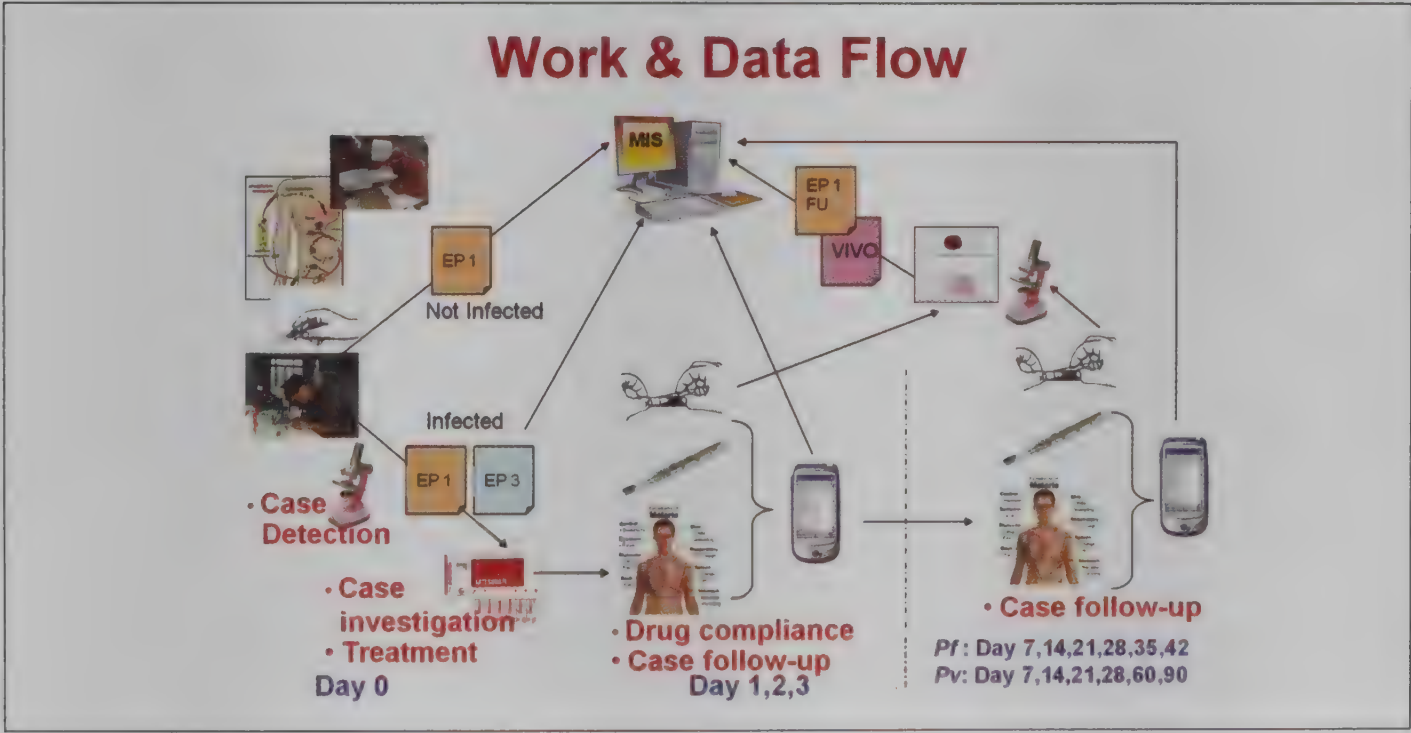 Work & Data Flow
MIS
EP 1
FU
VIVO
EP 1
Not Infected
Infected
EP 1
EP 3
• Case
Detection
• Case
investigation
• Treatment
Day 0
• Drug compliance
• Case follow-up
Day 1,2,3
Malaria
Malaria
• Case follow-up
Pf : Day 7,14,21,28,35,42
Pv: Day 7,14,21,28,60,90